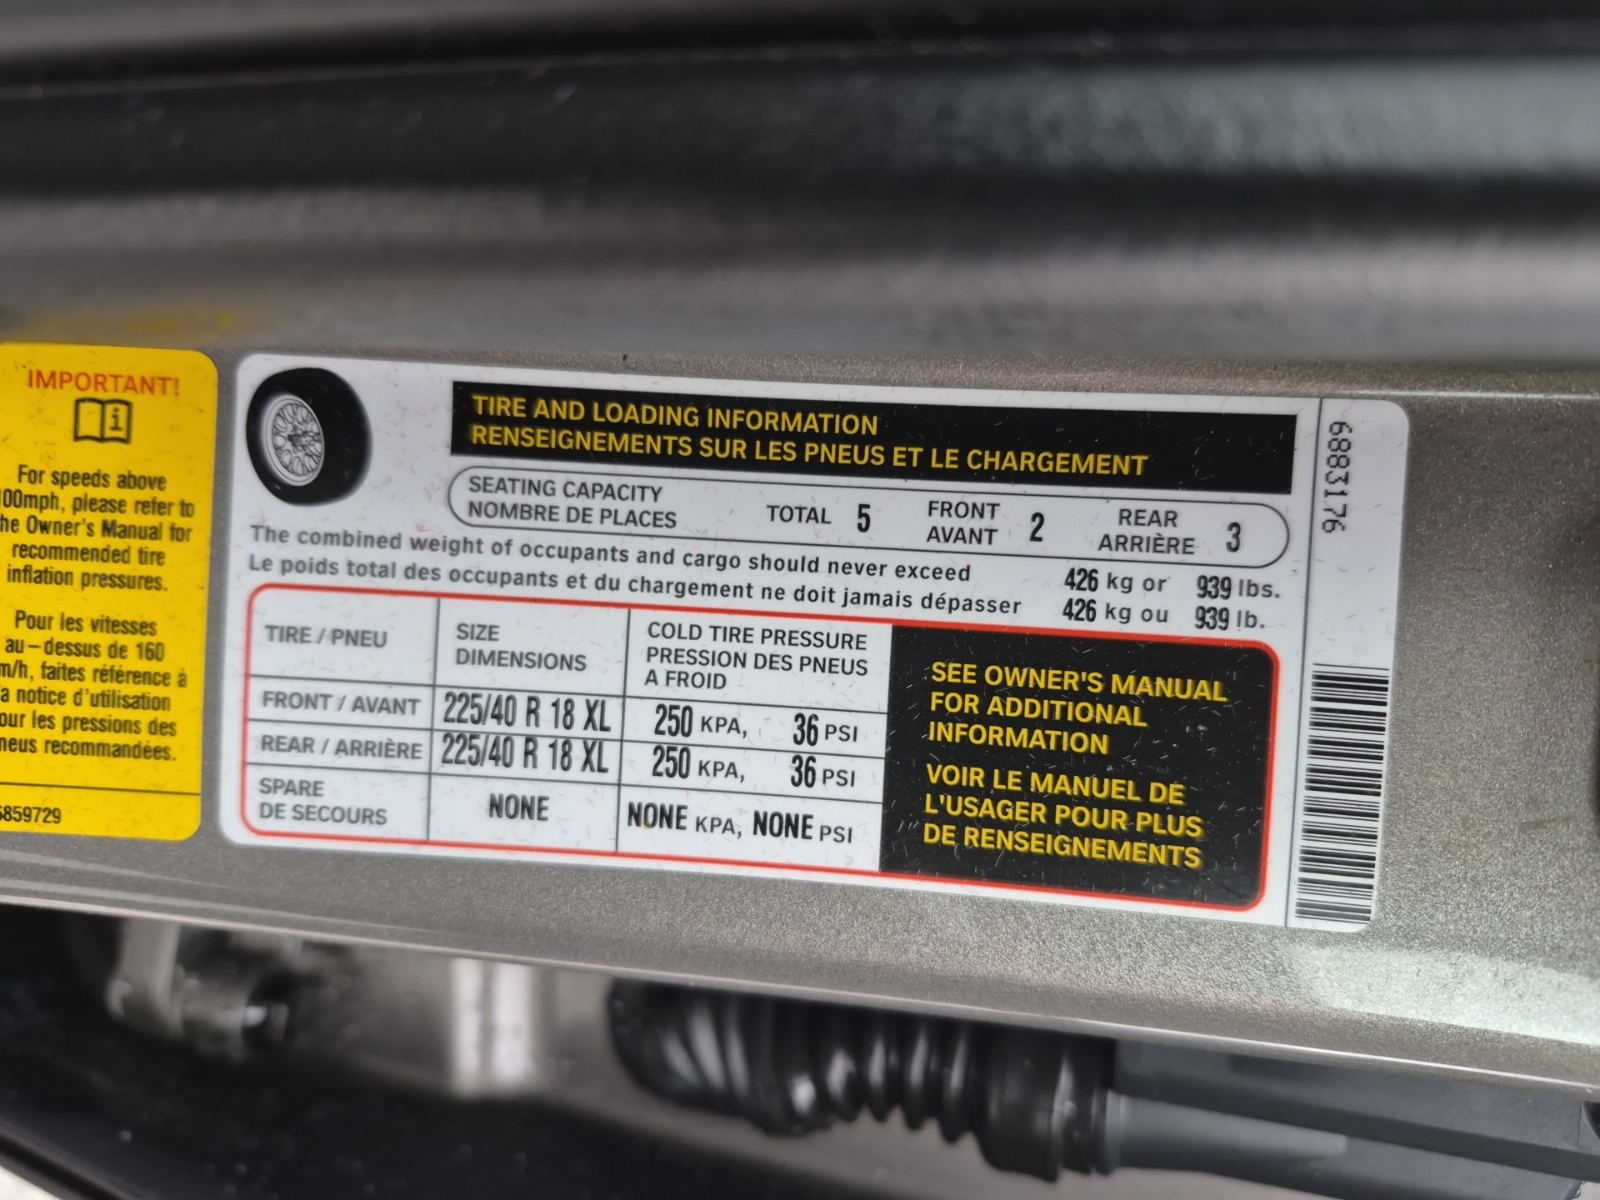 IMPORTANT!
For speeds above
00mph, please refer to
he Owner's Manual for
recommended tire
inflation pressures.
Pour les vitesses
au-dessus de 160
m/h, faites référence à
a notice d'utilisation
our les pressions des
neus recommandées.
5859729
TIRE AND LOADING INFORMATION
RENSEIGNEMENTS SUR LES PNEUS ET LE CHARGEMENT
SEATING CAPACITY
NOMBRE DE PLACES
TOTAL 5
FRONT
AVANT 2
REAR
ARRIÈRE 3
The combined weight of occupants and cargo should never exceed 426 kg or 939 lbs.
Le poids total des occupants et du chargement ne doit jamais dépasser 426 kg ou 939 lb.
TIRE / PNEU
SIZE
DIMENSIONS
COLD TIRE PRESSURE
PRESSION DES PNEUS
A FROID
FRONT / AVANT 225/40 R 18 XL 250 KPA, 36 PSI
REAR / ARRIÈRE 225/40 R 18 XL 250 KPA, 36 PSI
SPARE
DE SECOURS NONE NONE KPA, NONE PSI
SEE OWNER'S MANUAL
FOR ADDITIONAL
INFORMATION
VOIR LE MANUEL DE
L'USAGER POUR PLUS
DE RENSEIGNEMENTS
6883176